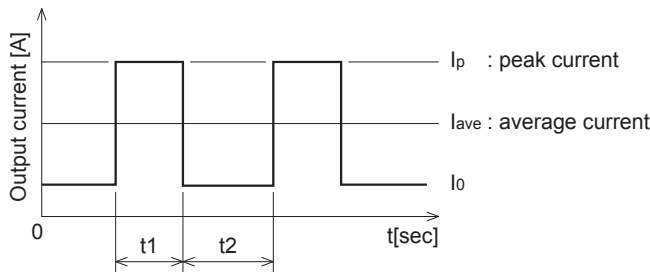 Output current [A]
Ip : peak current
Iave : average current
I0
0
t[sec]
t1
t2